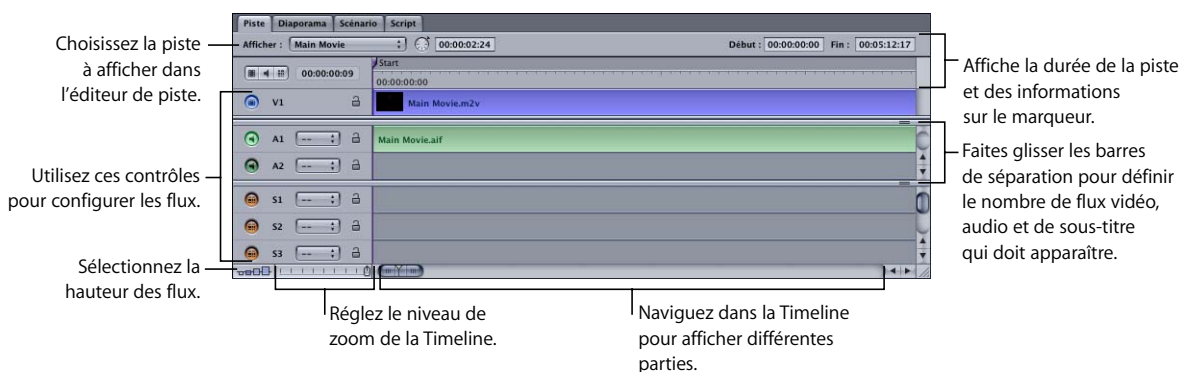 Piste Diaporama Scénario Script
Afficher : Main Movie 00:00:02:24 Début : 00:00:00:00 Fin : 00:05:12:17
00:00:00:09 Start
00:00:00:00
V1 Main Movie.m2v
A1 -- Main Movie.aif
A2 --
S1 --
S2 --
S3 --
Choisissez la piste
à afficher dans
l'éditeur de piste.
Utilisez ces contrôles
pour configurer les flux.
Sélectionnez la
hauteur des flux.
Réglez le niveau de
zoom de la Timeline.
Naviguez dans la Timeline
pour afficher différentes
parties.
Affiche la durée de la piste
et des informations
sur le marqueur.
Faites glisser les barres
de séparation pour définir
le nombre de flux vidéo,
audio et de sous-titre
qui doit apparaître.